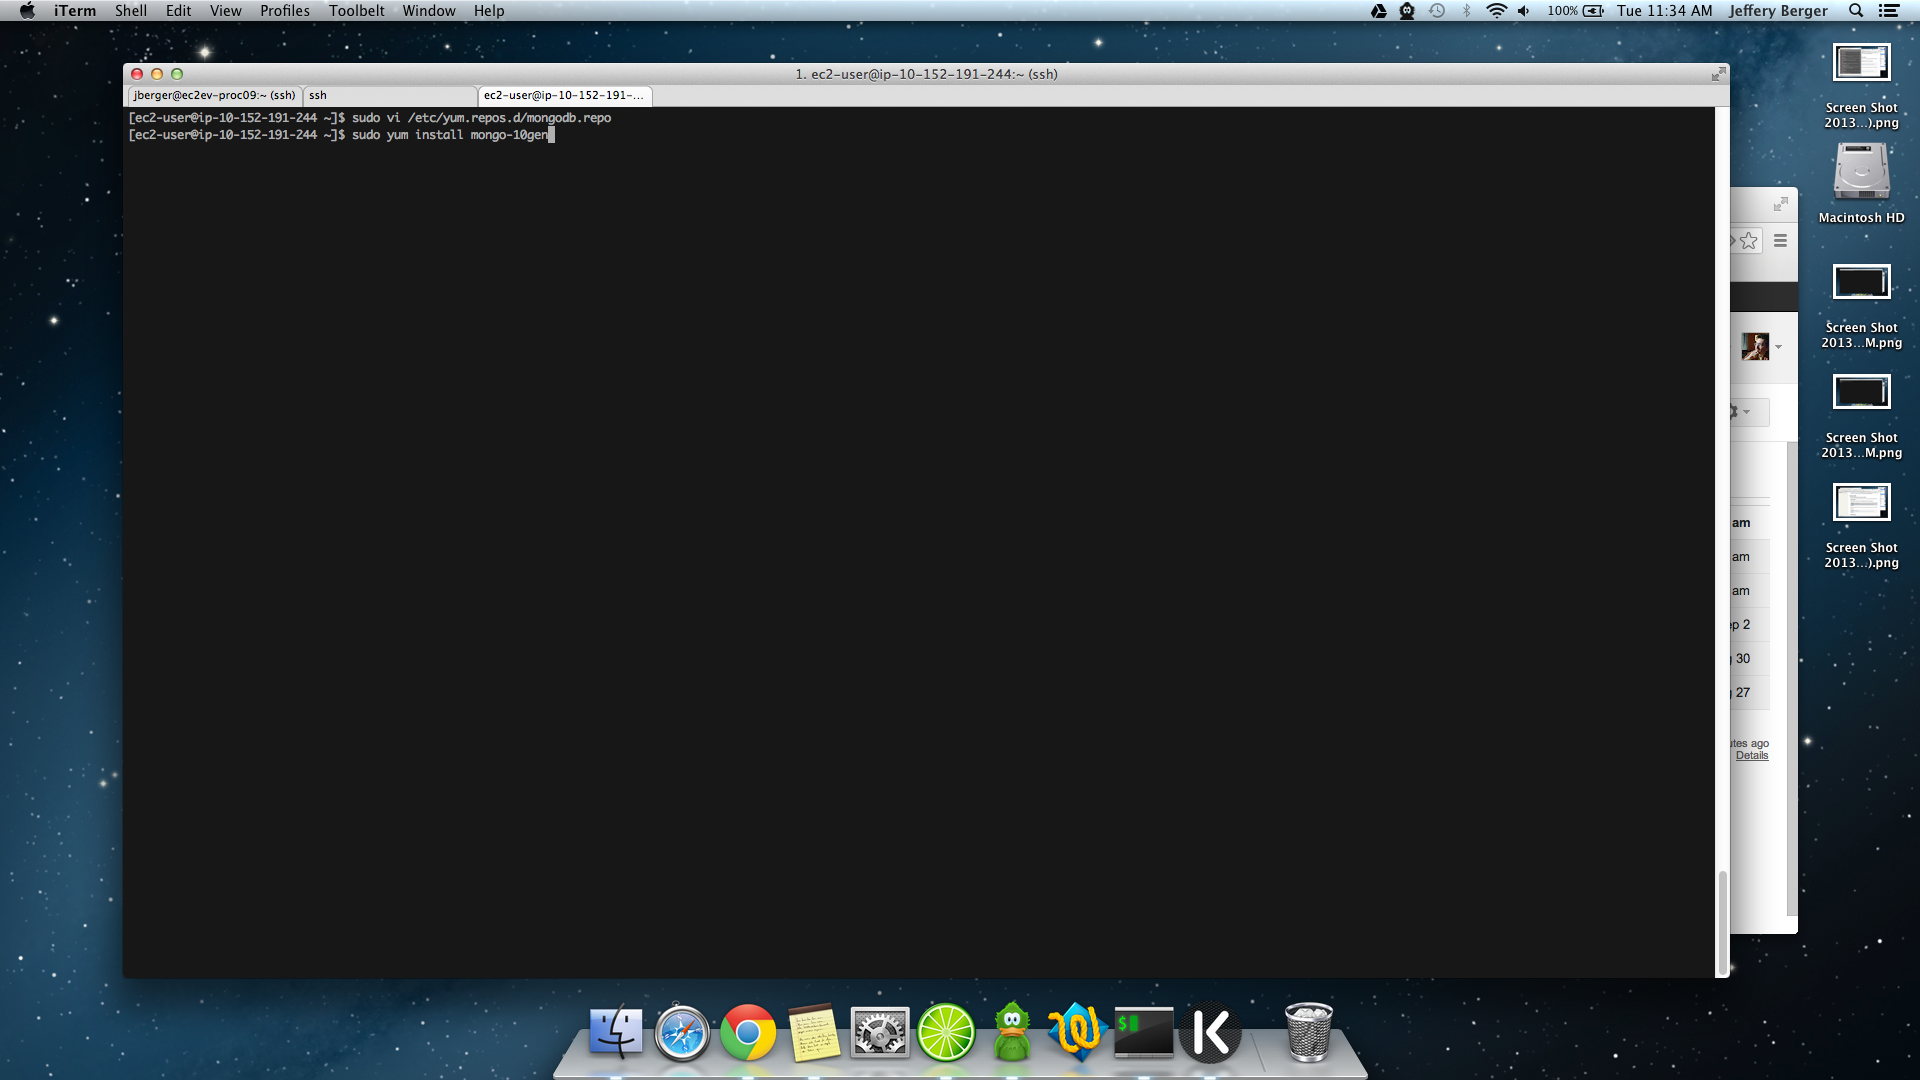 iTerm Shell Edit View Profiles Toolbelt Window Help 100% Tue 11:34 AM Jeffery Berger
1. ec2-user@ip-10-152-191-244:~ (ssh)
jberger@ec2ev-proc09:~ (ssh) ssh ec2-user@ip-10-152-191-...
[ec2-user@ip-10-152-191-244 ~]$ sudo vi /etc/yum.repos.d/mongodb.repo
[ec2-user@ip-10-152-191-244 ~]$ sudo yum install mongo-10gen
Screen Shot
2013...).png
Macintosh HD
Screen Shot
2013...M.png
Screen Shot
2013...M.png
Screen Shot
2013...).png
am
am
am
2
30
27
ago
Details
$
K